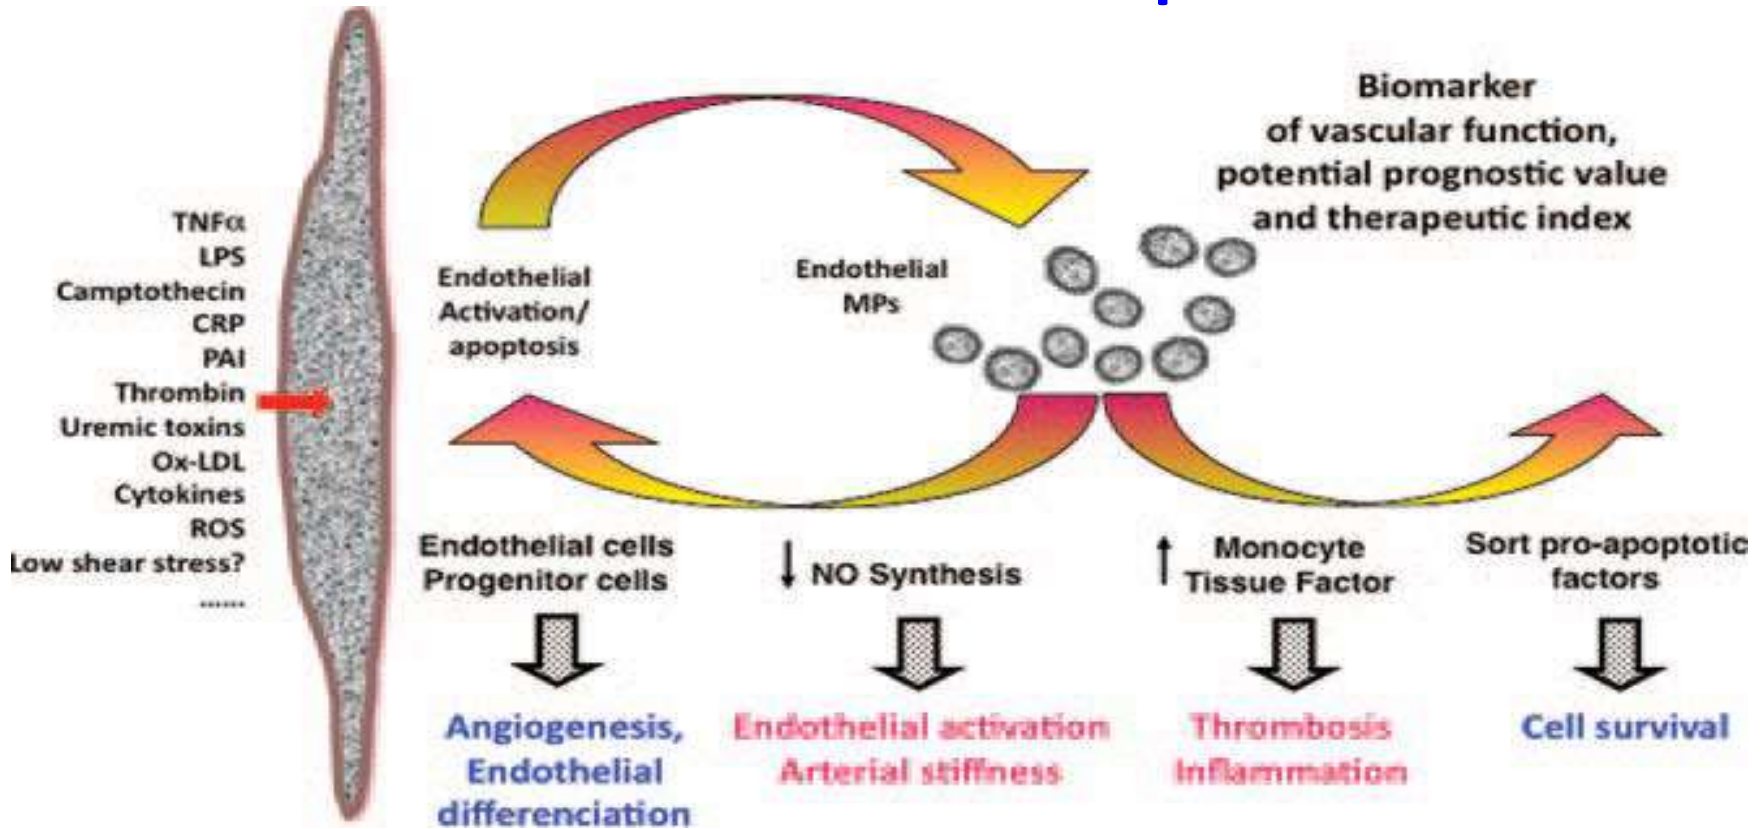 TNFα
LPS
Camptothecin
CRP
PAI
Thrombin
Uremic toxins
Ox-LDL
Cytokines
ROS
Low shear stress?
......
Endothelial
Activation/
apoptosis
Endothelial
MPs
Biomarker
of vascular function,
potential prognostic value
and therapeutic index
Endothelial cells
Progenitor cells
↓ NO Synthesis
↑ Monocyte
Tissue Factor
Sort pro-apoptotic
factors
Angiogenesis,
Endothelial
differenciation
Endothelial activation
Arterial stiffness
Thrombosis
Inflammation
Cell survival